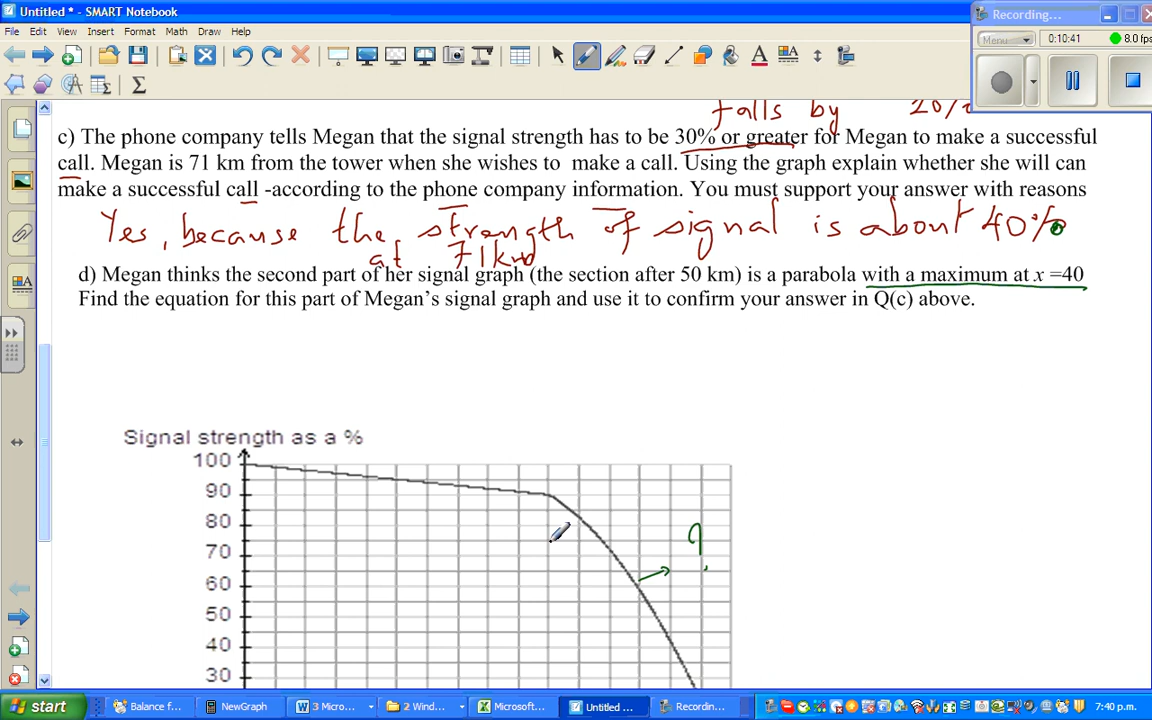 Untitled * - SMART Notebook
Recording...
File Edit View Insert Format Math Draw Help
Menu 0:10:41 8.0 fps
falls by 20%
c) The phone company tells Megan that the signal strength has to be 30% or greater for Megan to make a successful
call. Megan is 71 km from the tower when she wishes to make a call. Using the graph explain whether she will can
make a successful call -according to the phone company information. You must support your answer with reasons
Yes, because the strength of signal is about 40%
at 71km
d) Megan thinks the second part of her signal graph (the section after 50 km) is a parabola with a maximum at x =40
Find the equation for this part of Megan's signal graph and use it to confirm your answer in Q(c) above.
Signal strength as a %
100
90
80
70
60
50
40
30
?
start Balance f... NewGraph 3 Micro... 2 Wind... Microsoft... Untitled ... Recordin... 7:40 p.m.